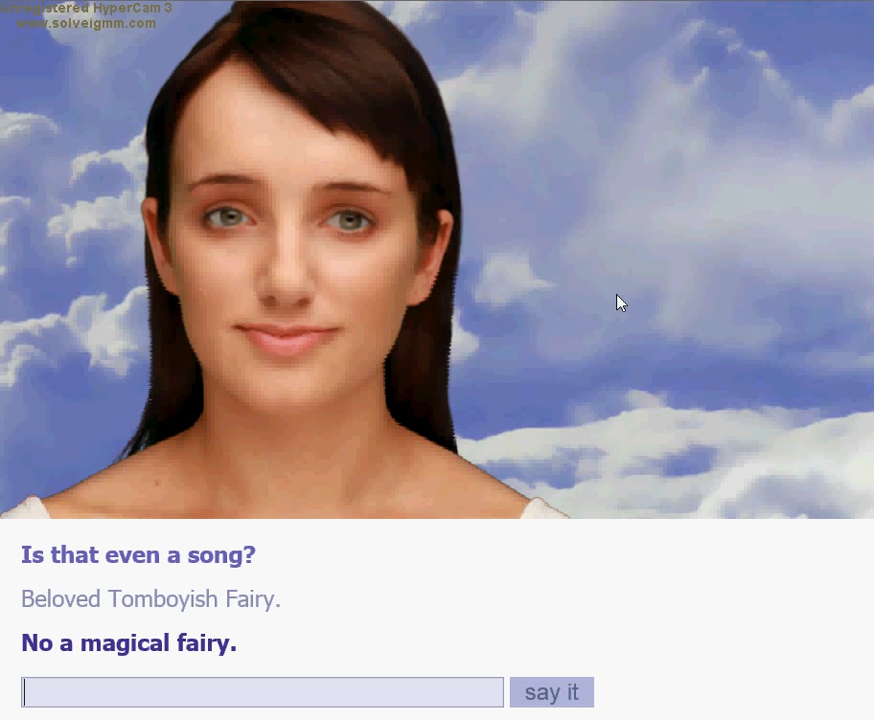 Unregistered HyperCam 3
www.solveigmm.com
Is that even a song?
Beloved Tomboyish Fairy.
No a magical fairy.
say it